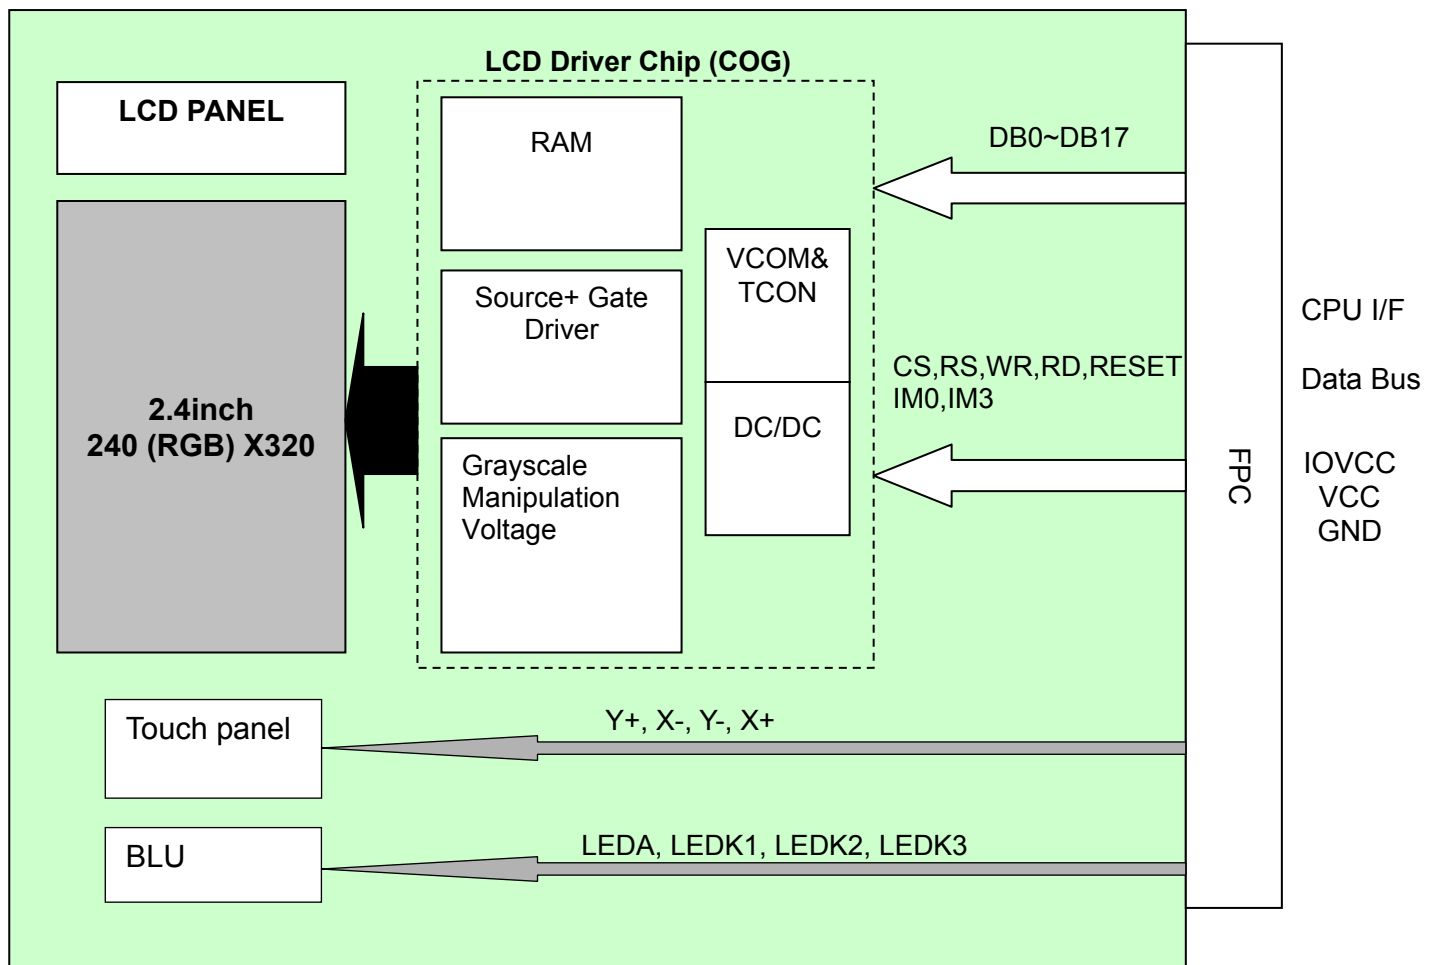 LCD Driver Chip (COG)
LCD PANEL
RAM
DB0~DB17
VCOM&
TCON
Source+ Gate
Driver
CPU I/F
CS,RS,WR,RD,RESET
IM0,IM3
Data Bus
2.4inch
240 (RGB) X320
DC/DC
Grayscale
Manipulation
Voltage
FPC
IOVCC
VCC
GND
Touch panel
Y+, X-, Y-, X+
BLU
LEDA, LEDK1, LEDK2, LEDK3